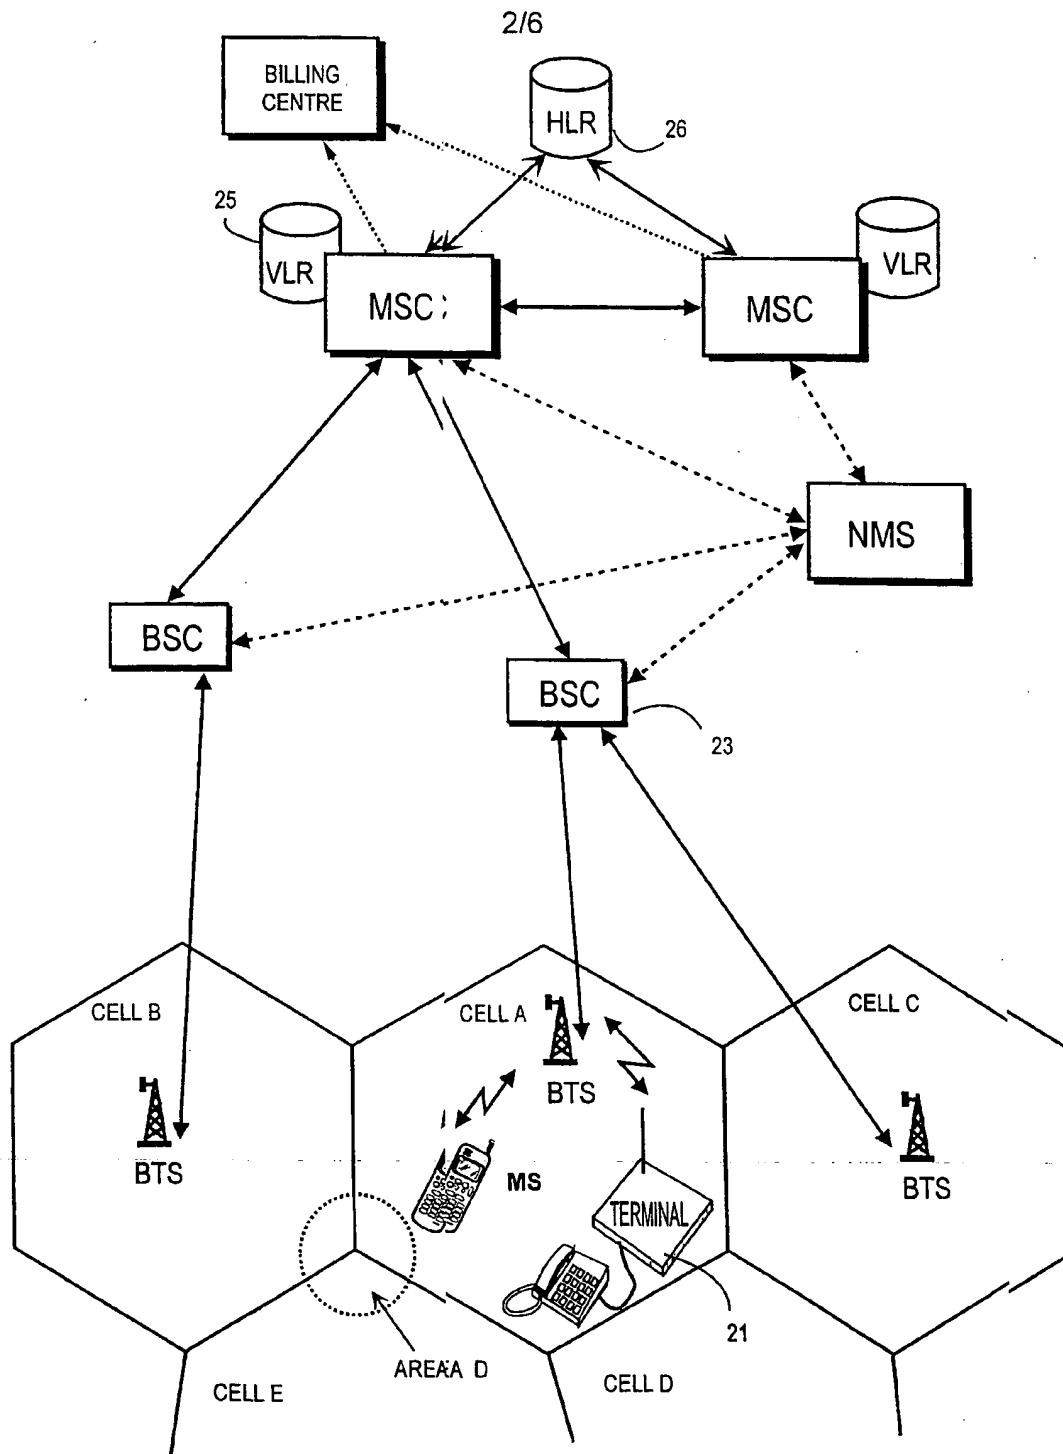 2/6
BILLING
CENTRE
HLR
26
25
VLR
MSC
MSC
VLR
NMS
BSC
BSC
23
CELL B
CELL A
CELL C
BTS
BTS
BTS
MS
TERMINAL
21
AREA A D
CELL E
CELL D